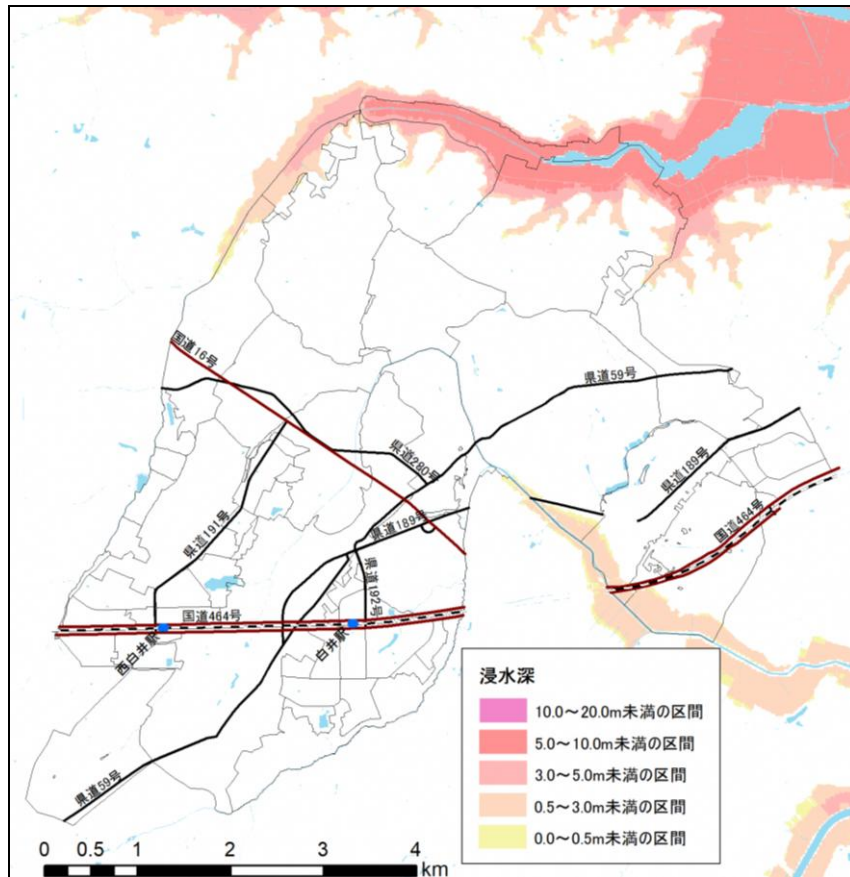 国道16号
県道59号
県道280号
県道189号
県道191号
県道189号
国道464号
県道192号
国道464号
西白井駅
白井駅
県道59号
浸水深
10.0～20.0m未満の区間
5.0～10.0m未満の区間
3.0～5.0m未満の区間
0.5～3.0m未満の区間
0.0～0.5m未満の区間
0 0.5 1 2 3 4
km